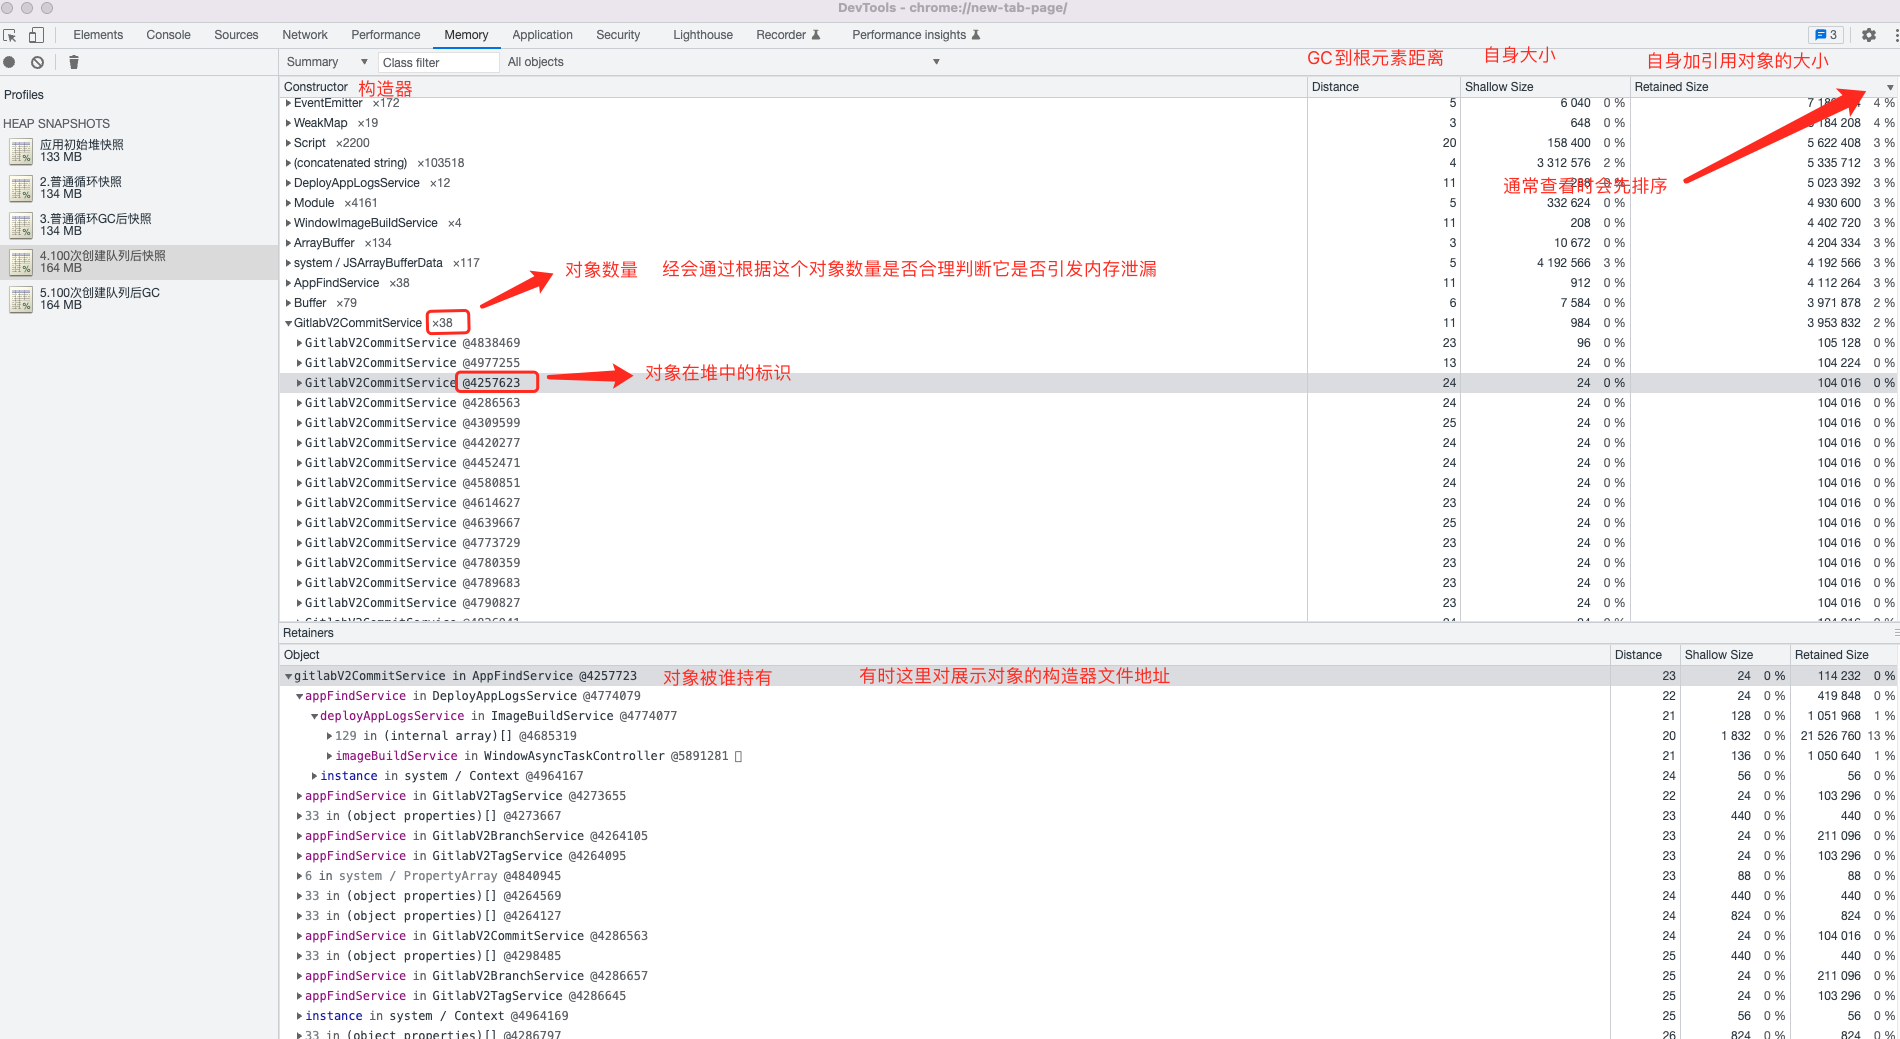 DevTools - chrome://new-tab-page/
Elements Console Sources Network Performance Memory Application Security Lighthouse Recorder Performance insights 3
Summary Class filter All objects
GC到根元素距离 自身大小 自身加引用对象的大小
Profiles
HEAP SNAPSHOTS
应用初始堆快照
133 MB
2.普通循环快照
134 MB
3.普通循环GC后快照
134 MB
4.100次创建队列后快照
164 MB
5.100次创建队列后GC
164 MB
Constructor 构造器 Distance Shallow Size Retained Size
EventEmitter ×172 5 6 040 0 % 4 %
WeakMap ×19 3 648 0 % 184 208 4 %
Script ×2200 20 158 400 0 % 5 622 408 3 %
(concatenated string) ×103518 4 3 312 576 2 % 5 335 712 3 %
DeployAppLogsService ×12 11 288 0 % 5 023 392 3 %
通常查看时会先排序
Module ×4161 5 332 624 0 % 4 930 600 3 %
WindowImageBuildService ×4 11 208 0 % 4 402 720 3 %
ArrayBuffer ×134 3 10 672 0 % 4 204 334 3 %
system / JSArrayBufferData ×117 5 4 192 566 3 % 4 192 566 3 %
对象数量 经会通过根据这个对象数量是否合理判断它是否引发内存泄漏
AppFindService ×38 11 912 0 % 4 112 264 3 %
Buffer ×79 6 7 584 0 % 3 971 878 2 %
GitlabV2CommitService ×38 11 984 0 % 3 953 832 2 %
GitlabV2CommitService @4838469 23 96 0 % 105 128 0 %
GitlabV2CommitService @4977255 13 24 0 % 104 224 0 %
对象在堆中的标识
GitlabV2CommitService @4257623 24 24 0 % 104 016 0 %
GitlabV2CommitService @4286563 24 24 0 % 104 016 0 %
GitlabV2CommitService @4309599 25 24 0 % 104 016 0 %
GitlabV2CommitService @4420277 24 24 0 % 104 016 0 %
GitlabV2CommitService @4452471 24 24 0 % 104 016 0 %
GitlabV2CommitService @4580851 24 24 0 % 104 016 0 %
GitlabV2CommitService @4614627 23 24 0 % 104 016 0 %
GitlabV2CommitService @4639667 25 24 0 % 104 016 0 %
GitlabV2CommitService @4773729 23 24 0 % 104 016 0 %
GitlabV2CommitService @4780359 23 24 0 % 104 016 0 %
GitlabV2CommitService @4789683 23 24 0 % 104 016 0 %
GitlabV2CommitService @4790827 23 24 0 % 104 016 0 %
Retainers
Object Distance Shallow Size Retained Size
gitlabV2CommitService in AppFindService @4257723 对象被谁持有 有时这里对展示对象的构造器文件地址 23 24 0 % 114 232 0 %
appFindService in DeployAppLogsService @4774079 22 24 0 % 419 848 0 %
deployAppLogsService in ImageBuildService @4774077 21 128 0 % 1 051 968 1 %
129 in (internal array)[] @4685319 20 1 832 0 % 21 526 760 13 %
imageBuildService in WindowAsyncTaskController @5891281 21 136 0 % 1 050 640 1 %
instance in system / Context @4964167 24 56 0 % 56 0 %
appFindService in GitlabV2TagService @4273655 22 24 0 % 103 296 0 %
33 in (object properties)[] @4273667 23 440 0 % 440 0 %
appFindService in GitlabV2BranchService @4264105 23 24 0 % 211 096 0 %
appFindService in GitlabV2TagService @4264095 23 24 0 % 103 296 0 %
6 in system / PropertyArray @4840945 23 88 0 % 88 0 %
33 in (object properties)[] @4264569 24 440 0 % 440 0 %
33 in (object properties)[] @4264127 24 824 0 % 824 0 %
appFindService in GitlabV2CommitService @4286563 24 24 0 % 104 016 0 %
33 in (object properties)[] @4298485 25 440 0 % 440 0 %
appFindService in GitlabV2BranchService @4286657 25 24 0 % 211 096 0 %
appFindService in GitlabV2TagService @4286645 25 24 0 % 103 296 0 %
instance in system / Context @4964169 25 56 0 % 56 0 %
33 in (object properties)[] @4286797 26 824 0 % 824 0 %